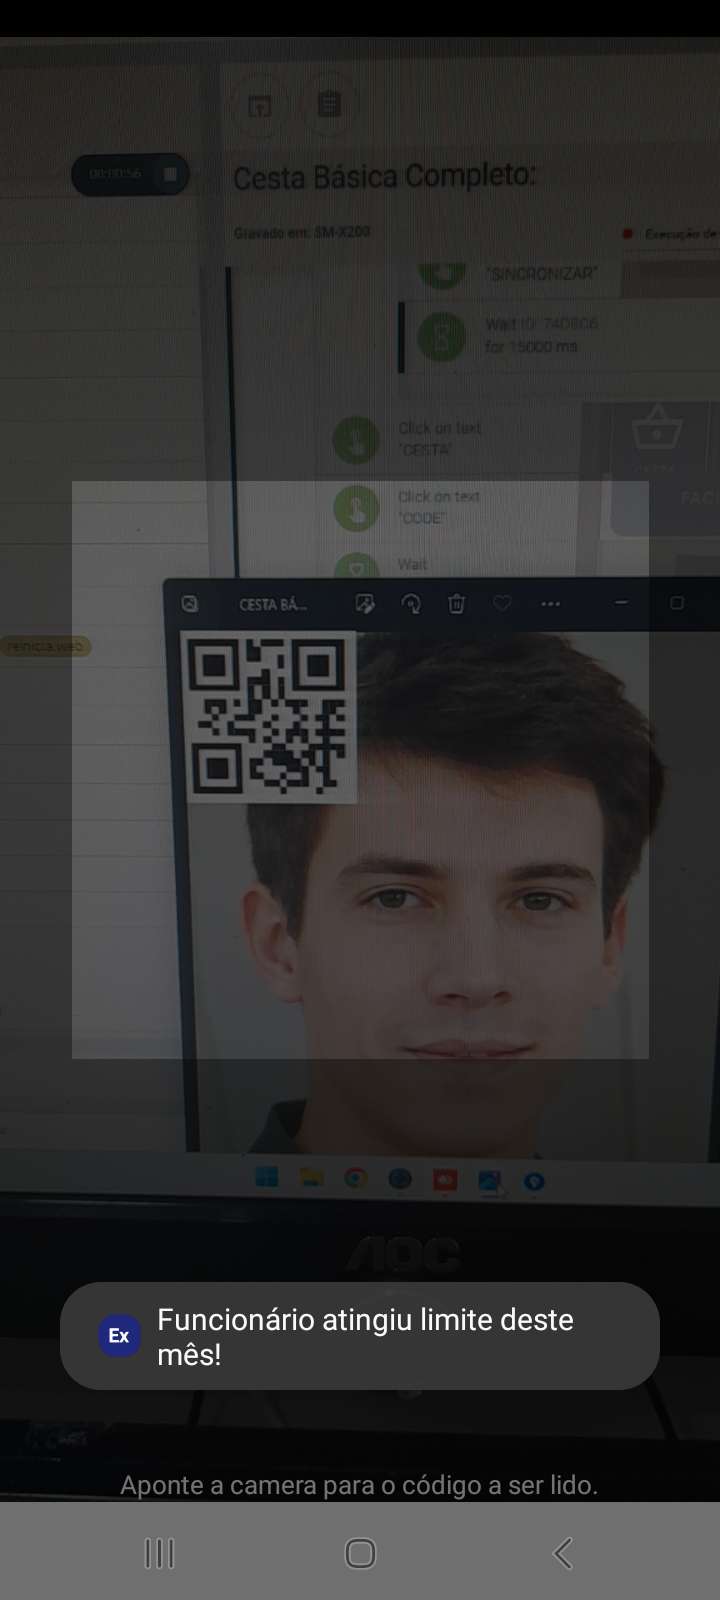 00:00:56
Cesta Básica Completo:
Gravado em: SM-X200
Execução de
"SINCRONIZAR"
Wait ID: 74DBC6
for 15000 ms
Click on text
"CESTA"
Click on text
"CODE"
FAC
Wait
CESTA BÁ...
reinicia.web
AOC
Ex
Funcionário atingiu limite deste
mês!
Aponte a camera para o código a ser lido.